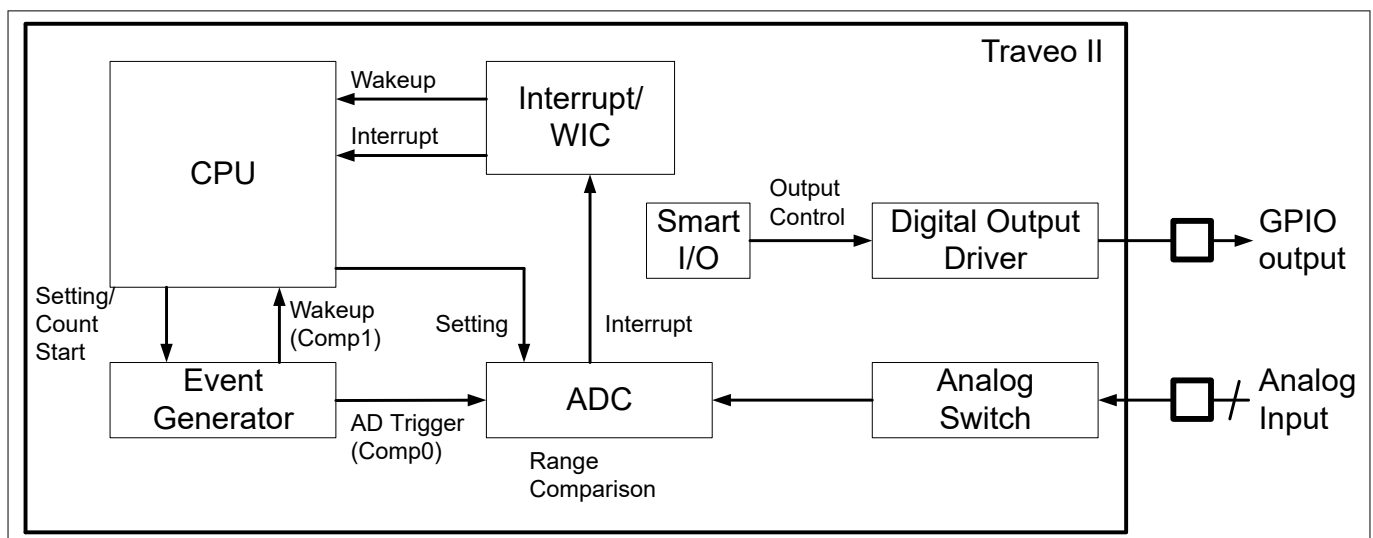 Traveo II
CPU
Wakeup
Interrupt
Interrupt/
WIC
Smart
I/O
Output
Control
Digital Output
Driver
GPIO
output
Setting/
Count
Start
Wakeup
(Comp1)
Setting
Interrupt
Event
Generator
AD Trigger
(Comp0)
ADC
Range
Comparison
Analog
Switch
Analog
Input